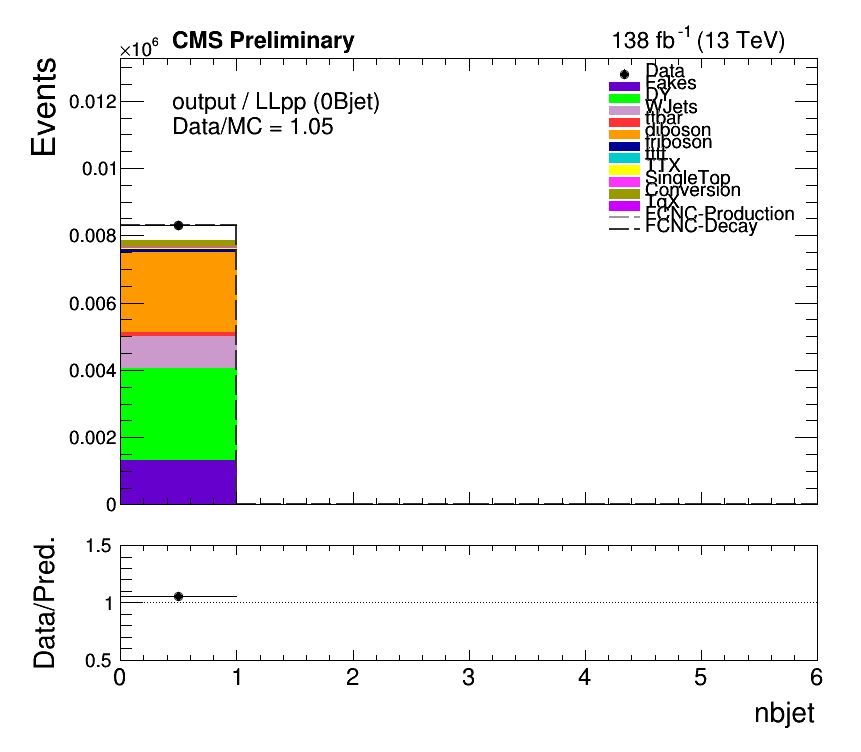 ×10⁶ CMS Preliminary 138 fb⁻¹ (13 TeV)
Events
output / LLpp (0Bjet)
Data/MC = 1.05
Data
Fakes
DY
WJets
ttbar
diboson
triboson
tttt
TTX
SingleTop
Conversion
TqX
FCNC-Production
FCNC-Decay
0.012
0.01
0.008
0.006
0.004
0.002
0
Data/Pred.
1.5
1
0.5
0 1 2 3 4 5 6
nbjet